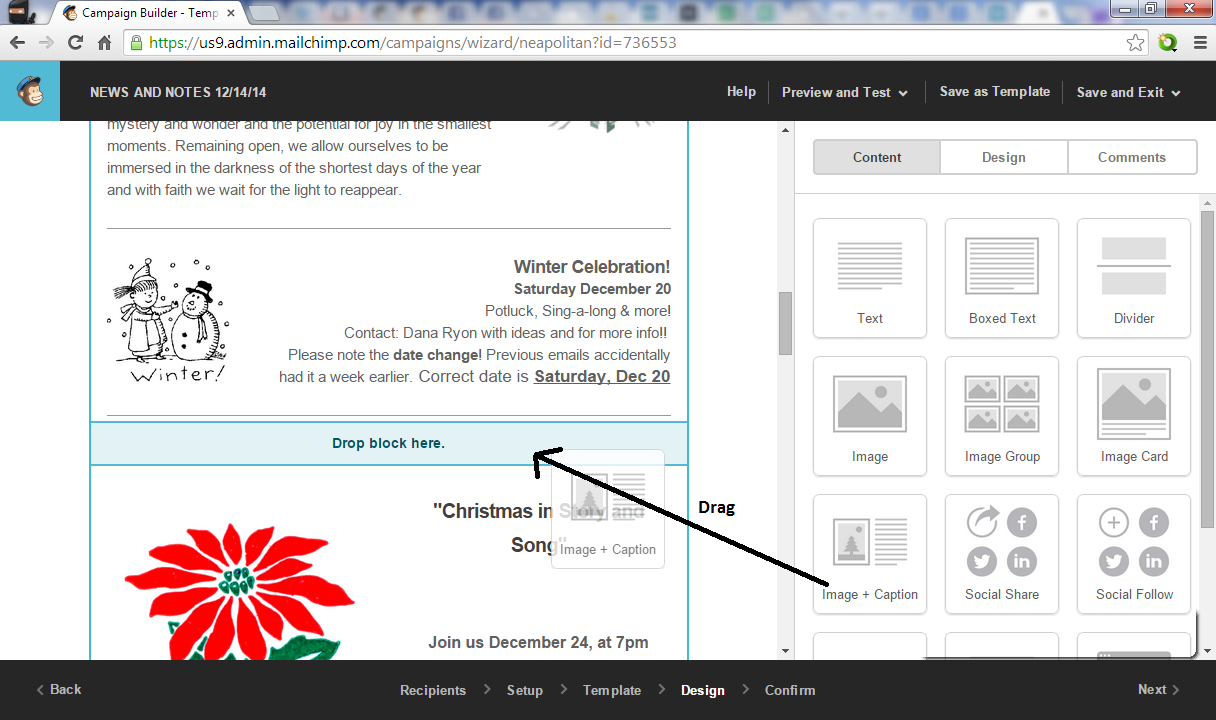 Campaign Builder - Temp
https://us9.admin.mailchimp.com/campaigns/wizard/neapolitan?id=736553
NEWS AND NOTES 12/14/14
Help
Preview and Test
Save as Template
Save and Exit
mystery and wonder and the potential for joy in the smallest
moments. Remaining open, we allow ourselves to be
immersed in the darkness of the shortest days of the year
and with faith we wait for the light to reappear.
Winter!
Winter Celebration!
Saturday December 20
Potluck, Sing-a-long & more!
Contact: Dana Ryon with ideas and for more info!!
Please note the date change! Previous emails accidentally
had it a week earlier. Correct date is Saturday, Dec 20
Drop block here.
"Christmas in Story and
Song"
Image + Caption
Drag
Join us December 24, at 7pm
Content
Design
Comments
Text
Boxed Text
Divider
Image
Image Group
Image Card
Image + Caption
Social Share
Social Follow
Back
Recipients
Setup
Template
Design
Confirm
Next